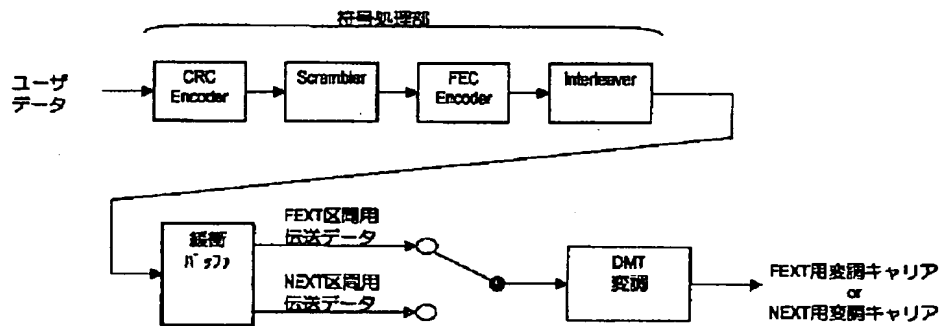 符号処理部
ユーザ
データ
CRC
Encoder
Scrambler
FEC
Encoder
Interleaver
緩衝
バッファ
FEXT区間用
伝送データ
NEXT区間用
伝送データ
DMT
変調
FEXT用変調キャリア
or
NEXT用変調キャリア